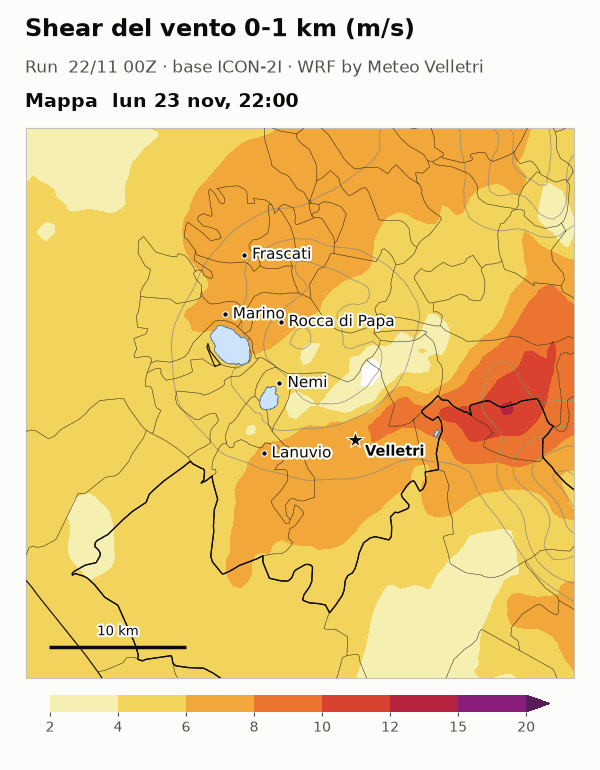 Shear del vento 0-1 km (m/s)
Run  22/11 00Z · base ICON-2I · WRF by Meteo Velletri
Mappa  lun 23 nov, 22:00
Frascati
Marino
Rocca di Papa
Nemi
Velletri
Lanuvio
10 km
2 4 6 8 10 12 15 20